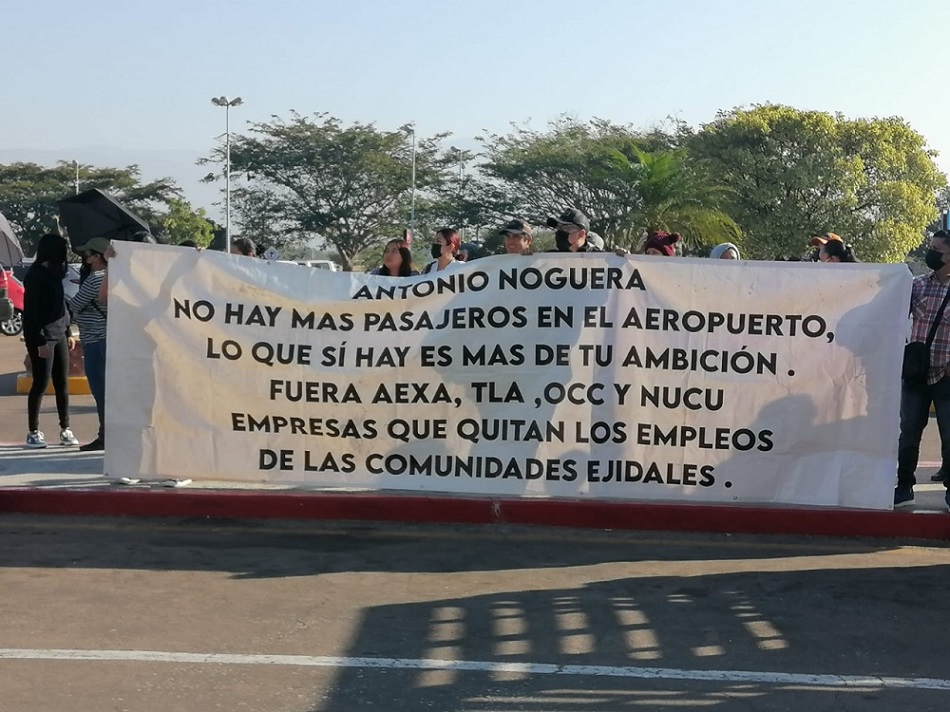 ANTONIO NOGUERA
NO HAY MAS PASAJEROS EN EL AEROPUERTO,
LO QUE SÍ HAY ES MAS DE TU AMBICIÓN .
FUERA AEXA, TLA ,OCC Y NUCU
EMPRESAS QUE QUITAN LOS EMPLEOS
DE LAS COMUNIDADES EJIDALES .